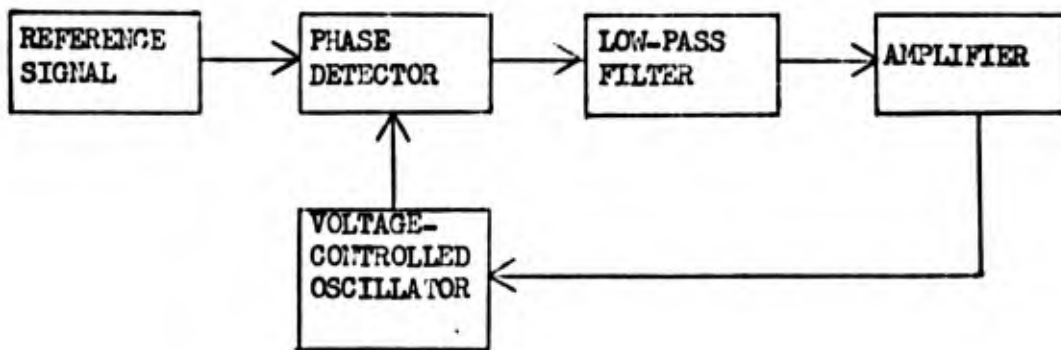 REFERENCE
SIGNAL
PHASE
DETECTOR
LOW-PASS
FILTER
AMPLIFIER
VOLTAGE-
CONTROLLED
OSCILLATOR